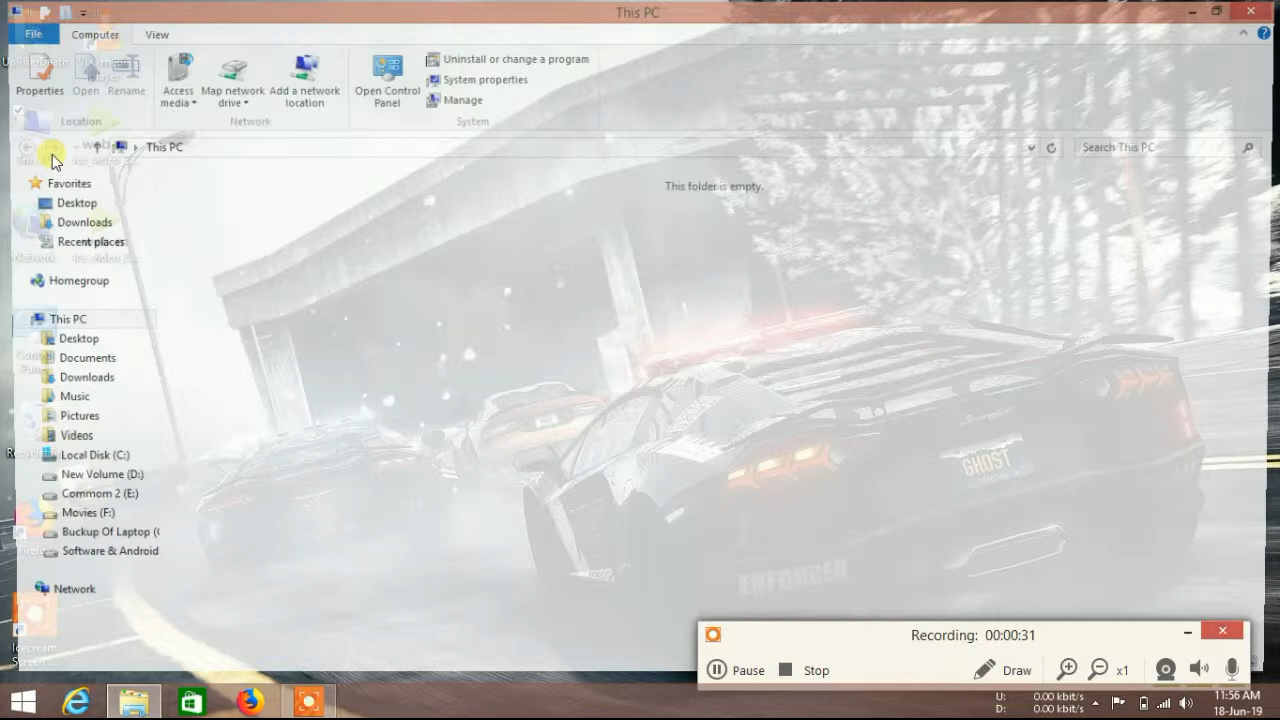 This PC
File
Computer
View
Properties
Open
Rename
Access media
Map network drive
Add a network location
Open Control Panel
Uninstall or change a program
System properties
Manage
Location
Network
System
This PC
Search This PC
This folder is empty.
Favorites
Desktop
Downloads
Recent places
Homegroup
This PC
Desktop
Documents
Downloads
Music
Pictures
Videos
Local Disk (C:)
New Volume (D:)
Commom 2 (E:)
Movies (F:)
Buckup Of Laptop (
Software & Android
Network
Icecream
Screen
GHOST
ENFORCER
Recording: 00:00:31
Pause
Stop
Draw
x1
U: 0.00 kbit/s
D: 0.00 kbit/s
11:56 AM
18-Jun-19